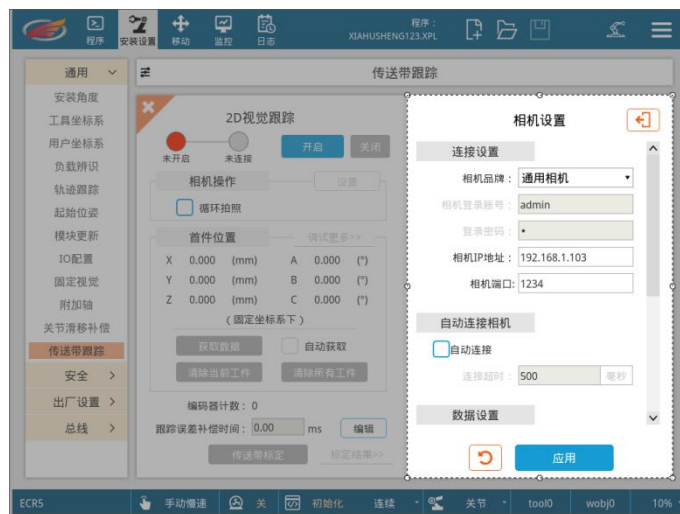 程序
安装设置
移动
监控
日志
程序：
XIAHUSHENG123.XPL
通用
安装角度
工具坐标系
用户坐标系
负载辨识
轨迹跟踪
起始位姿
模块更新
IO配置
固定视觉
附加轴
关节滑移补偿
传送带跟踪
安全
出厂设置
总线
传送带跟踪
2D视觉跟踪
未开启
未连接
开启
关闭
相机操作
设置
循环拍照
首件位置
调试更多>>
X 0.000 (mm) A 0.000 (°)
Y 0.000 (mm) B 0.000 (°)
Z 0.000 (mm) C 0.000 (°)
(固定坐标系下)
获取数据
自动获取
清除当前工件
清除所有工件
编码器计数：0
跟踪误差补偿时间：0.00 ms 编辑
传送带标定
标定结果>>
相机设置
连接设置
相机品牌：通用相机
相机登录账号：admin
登录密码：•
相机IP地址：192.168.1.103
相机端口:1234
自动连接相机
自动连接
连接超时：500 毫秒
数据设置
应用
ECR5
手动慢速
关
初始化
连续
关节
tool0
wobj0
10%